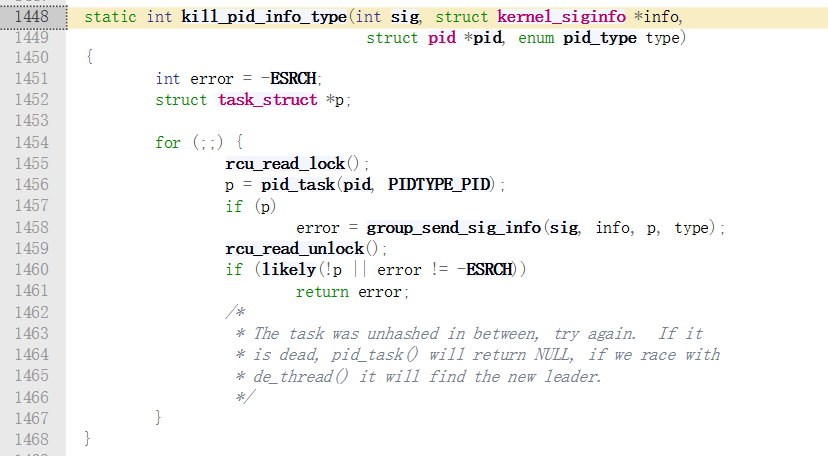 1448 static int kill_pid_info_type(int sig, struct kernel_siginfo *info,
1449 struct pid *pid, enum pid_type type)
1450 {
1451 int error = -ESRCH;
1452 struct task_struct *p;
1453
1454 for (;;) {
1455 rcu_read_lock();
1456 p = pid_task(pid, PIDTYPE_PID);
1457 if (p)
1458 error = group_send_sig_info(sig, info, p, type);
1459 rcu_read_unlock();
1460 if (likely(!p || error != -ESRCH))
1461 return error;
1462 /*
1463 * The task was unhashed in between, try again.  If it
1464 * is dead, pid_task() will return NULL, if we race with
1465 * de_thread() it will find the new leader.
1466 */
1467 }
1468 }